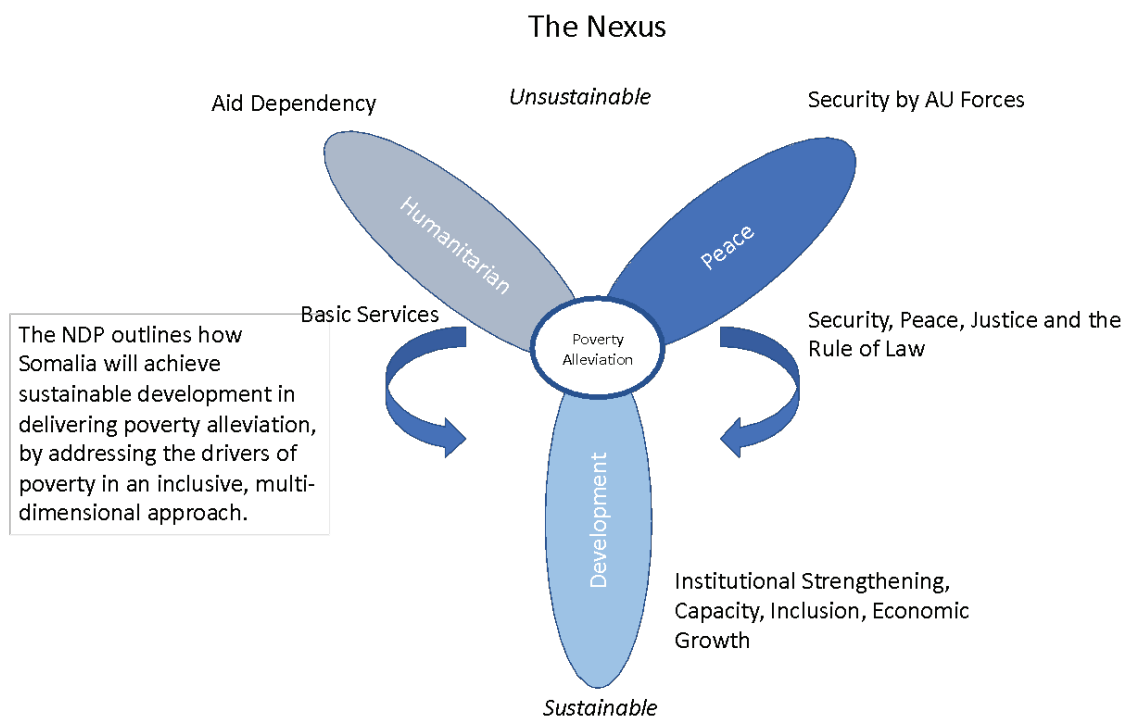 The Nexus
Unsustainable
Aid Dependency
Security by AU Forces
Humanitarian
Peace
Basic Services
The NDP outlines how
Somalia will achieve
sustainable development in
delivering poverty alleviation,
by addressing the drivers of
poverty in an inclusive, multi-
dimensional approach.
Poverty
Alleviation
Security, Peace, Justice and the
Rule of Law
Development
Institutional Strengthening,
Capacity, Inclusion, Economic
Growth
Sustainable